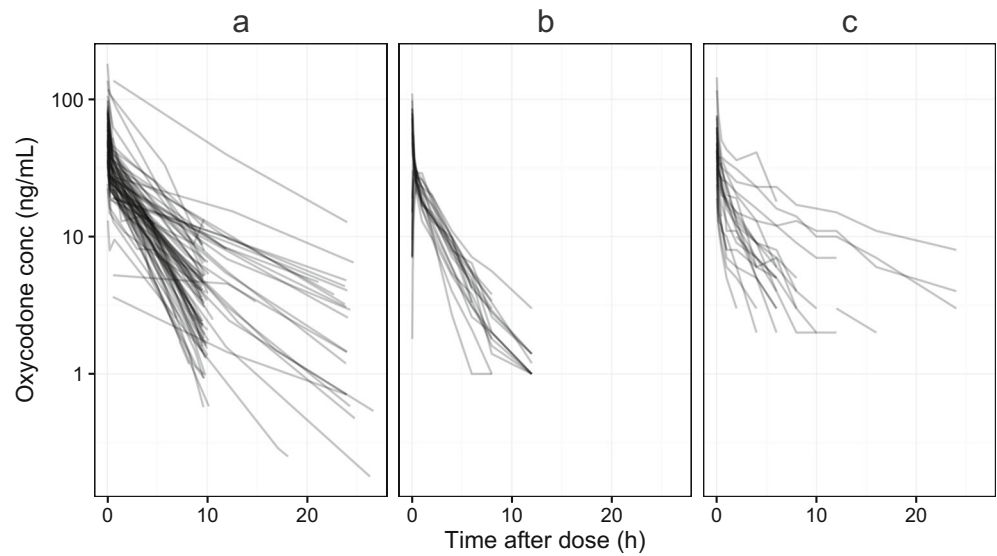 a b c
Oxycodone conc (ng/mL)
100
10
1
0 10 20 0 10 20 0 10 20
Time after dose (h)